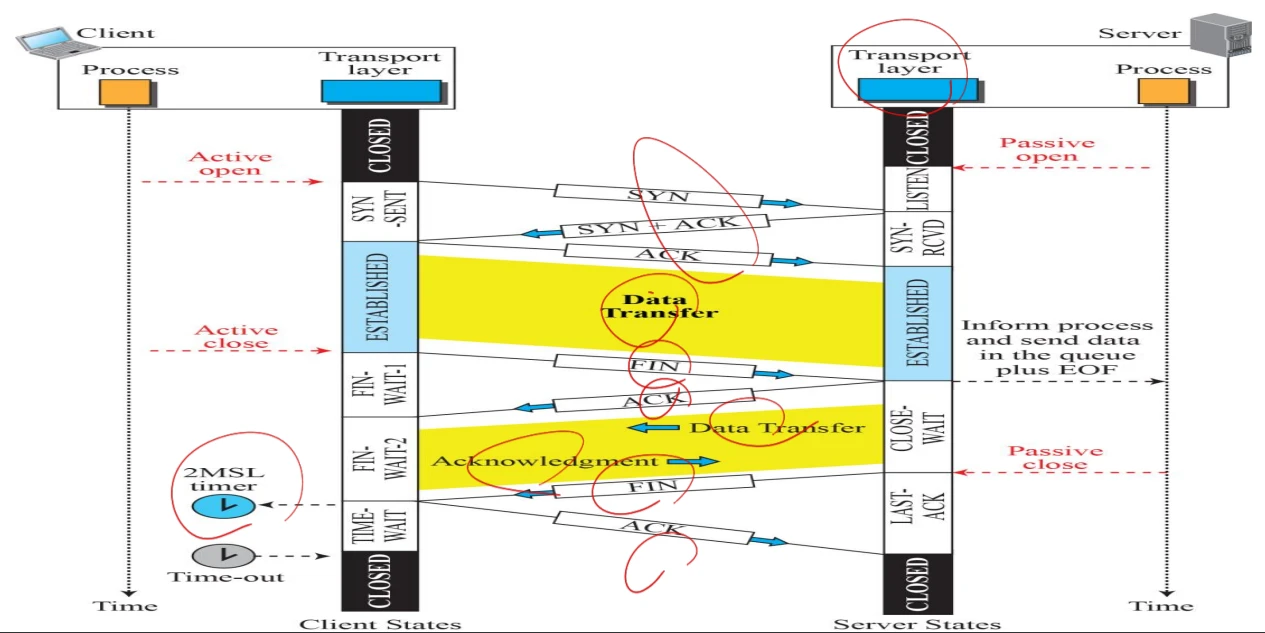 Client
Server
Process
Transport
layer
Transport
layer
Process
CLOSED
CLOSED
Active
open
Passive
open
SYN
-SENT
LISTEN
SYN
SYN + ACK
ACK
SYN-
RCVD
ESTABLISHED
Data
Transfer
ESTABLISHED
Active
close
Inform process
and send data
in the queue
plus EOF
FIN
ACK
FIN-
WAIT-1
Data Transfer
Acknowledgment
CLOSE-
WAIT
FIN-
WAIT-2
Passive
close
2MSL
timer
FIN
ACK
TIME-
WAIT
LAST-
ACK
Time-out
CLOSED
CLOSED
Time
Time
Client States
Server States